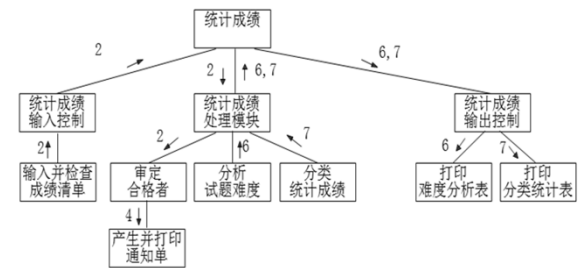 统计成绩
2
6,7
2
6,7
统计成绩
输入控制
统计成绩
处理模块
统计成绩
输出控制
2
2
6
7
6
7
输入并检查
成绩清单
审定
合格者
分析
试题难度
分类
统计成绩
打印
难度分析表
打印
分类统计表
4
产生并打印
通知单